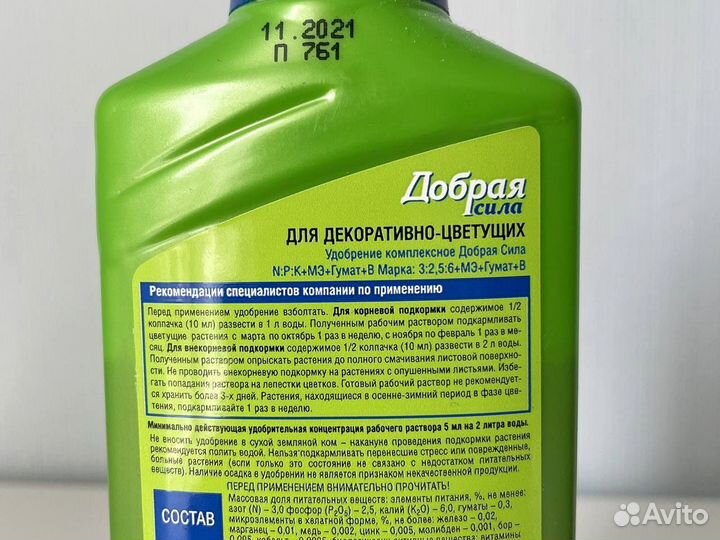 11.2021
П 761
Добрая
Сила
ДЛЯ ДЕКОРАТИВНО-ЦВЕТУЩИХ
Удобрение комплексное Добрая Сила
N:P:K+МЭ+Гумат+B Марка: 3:2,5:6+МЭ+Гумат+B
Рекомендации специалистов компании по применению
Перед применением удобрение взболтать. Для корневой подкормки содержимое 1/2
колпачка (10 мл) развести в 1 л воды. Полученным рабочим раствором подкармливать
цветущие растения с марта по октябрь 1 раз в неделю, с ноября по февраль 1 раз в ме-
сяц. Для внекорневой подкормки содержимое 1/2 колпачка (10 мл) развести в 2 л воды.
Полученным раствором опрыскать растения до полного смачивания листовой поверхно-
сти. Не проводить внекорневую подкормку на растениях с опушенными листьями. Избе-
гать попадания раствора на лепестки цветков. Готовый рабочий раствор не рекомендует-
ся хранить более 3-х дней. Растения, находящиеся в осенне-зимний период в фазе цве-
тения, подкармливайте 1 раз в неделю.
Минимально действующая удобрительная концентрация рабочего раствора 5 мл на 2 литра воды.
Не вносить удобрение в сухой земляной ком – накануне проведения подкормки растения
рекомендуется полить водой. Нельзя подкармливать перенесшие стресс или поврежденные,
больные растения (если только это состояние не связано с недостатком питательных
веществ). Наличие осадка в удобрении не является признаком некачественной продукции.
ПЕРЕД ПРИМЕНЕНИЕМ ВНИМАТЕЛЬНО ПРОЧИТАТЬ!
СОСТАВ
Массовая доля питательных веществ: элементы питания, %, не менее:
азот (N) – 3,0 фосфор (P₂O₅) – 2,5, калий (K₂O) – 6,0, гуматы – 0,3,
микроэлементы в хелатной форме, %, не более: железо – 0,02,
марганец – 0,01, медь – 0,002, цинк – 0,005, молибден – 0,001, бор –
Avito